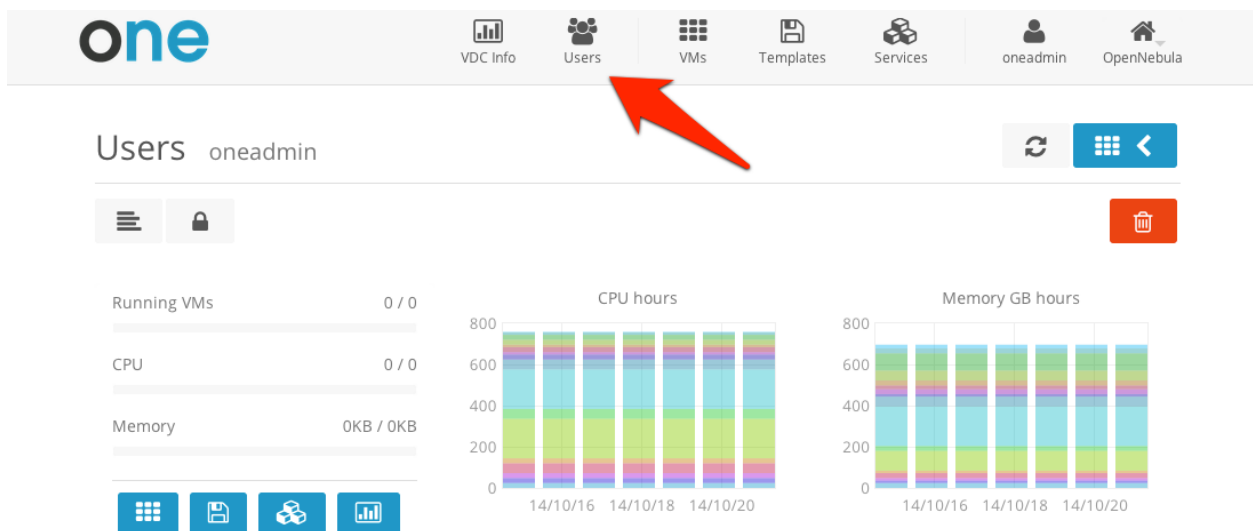 one
VDC Info Users VMs Templates Services oneadmin OpenNebula
Users oneadmin
Running VMs 0 / 0
CPU 0 / 0
Memory 0KB / 0KB
CPU hours
800
600
400
200
0
14/10/16 14/10/18 14/10/20
Memory GB hours
800
600
400
200
0
14/10/16 14/10/18 14/10/20